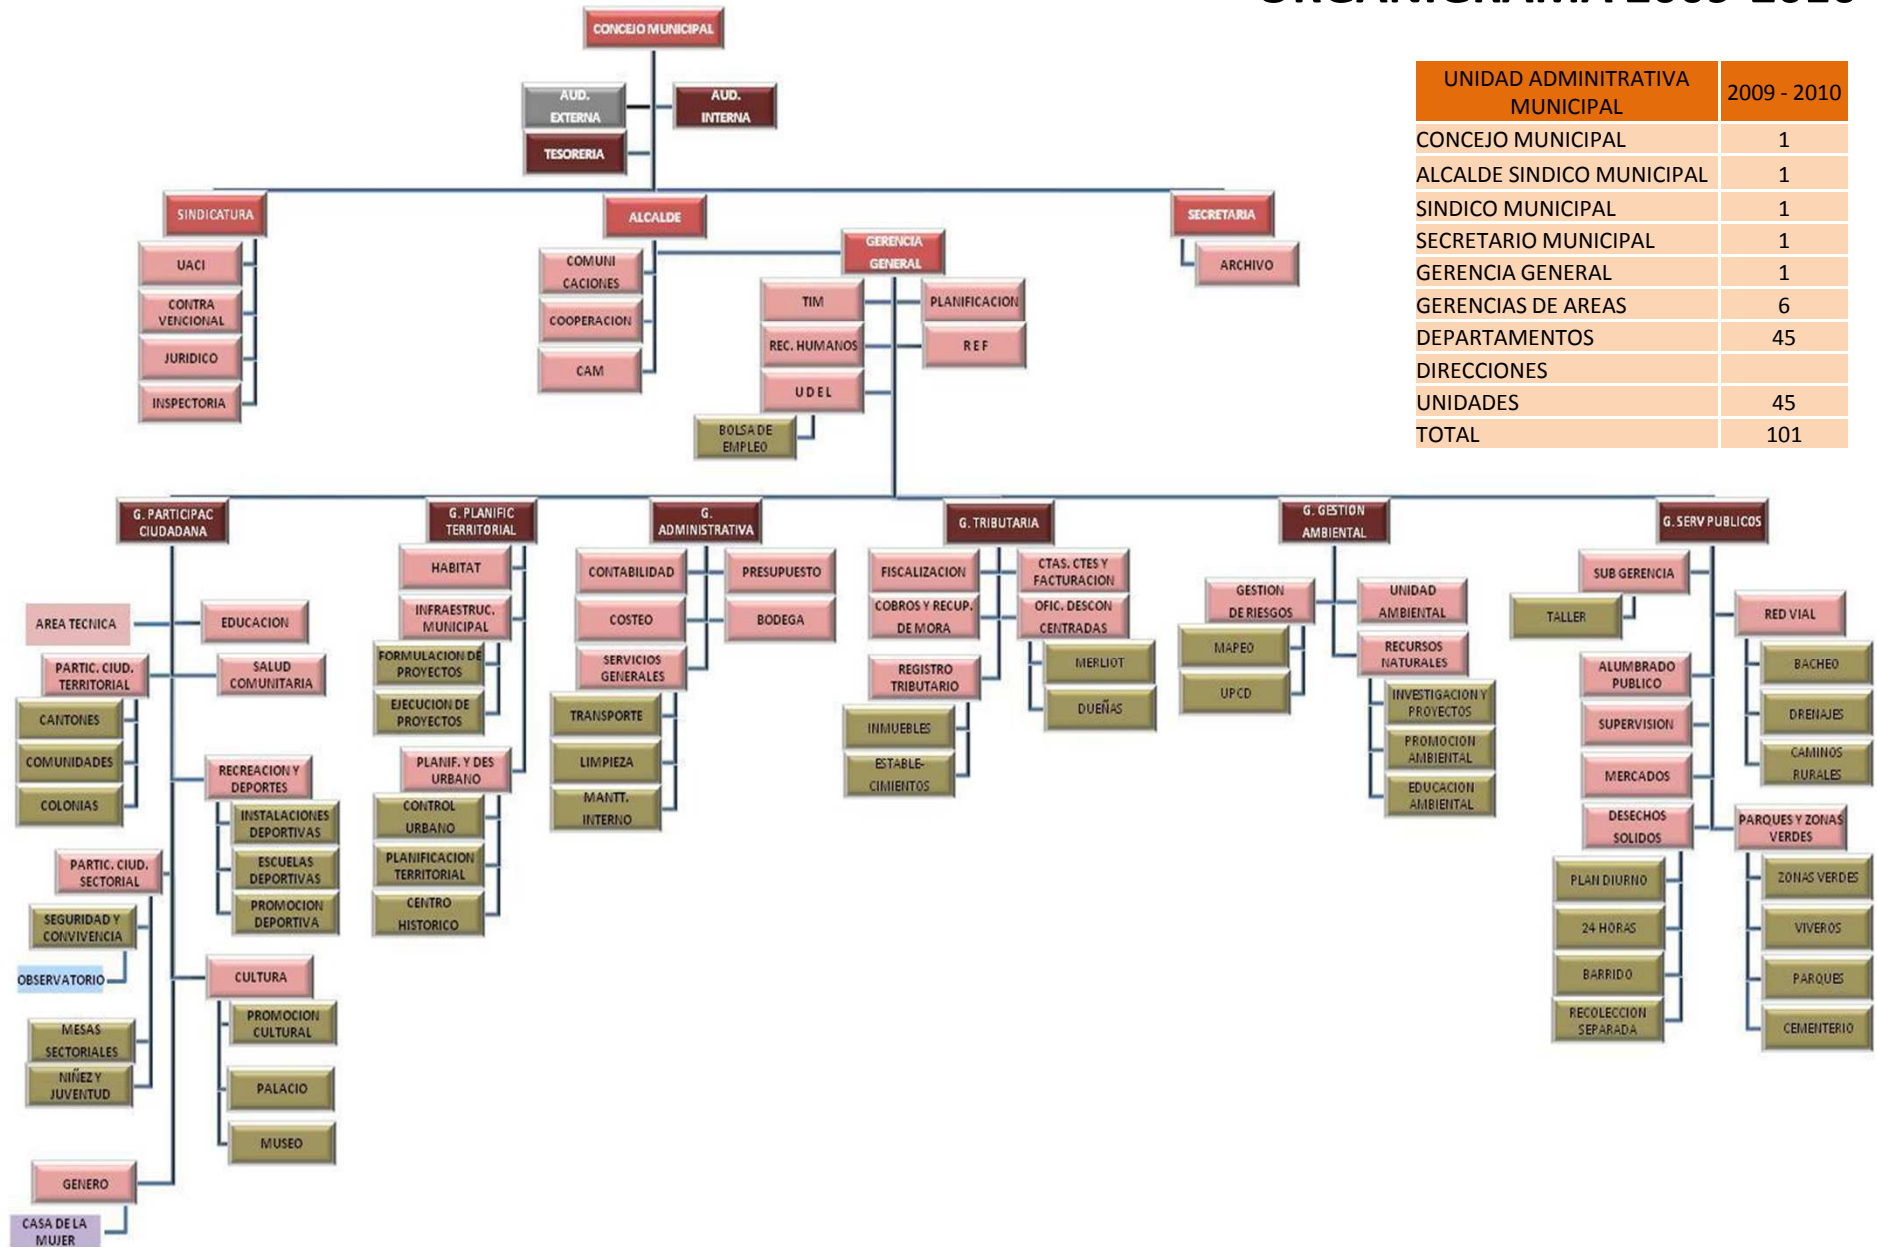 ORGANIGRAMA 2009-2010
CONCEJO MUNICIPAL
AUD.
EXTERNA
AUD.
INTERNA
TESORERIA
UNIDAD ADMINITRATIVA
MUNICIPAL
2009 - 2010
CONCEJO MUNICIPAL 1
ALCALDE SINDICO MUNICIPAL 1
SINDICO MUNICIPAL 1
SECRETARIO MUNICIPAL 1
GERENCIA GENERAL 1
GERENCIAS DE AREAS 6
DEPARTAMENTOS 45
DIRECCIONES
UNIDADES 45
TOTAL 101
SINDICATURA
UACI
CONTRA
VENCIONAL
JURIDICO
INSPECTORIA
ALCALDE
COMUNI
CACIONES
COOPERACION
CAM
GERENCIA
GENERAL
TIM
PLANIFICACION
REC. HUMANOS
R E F
U D E L
BOLSA DE
EMPLEO
SECRETARIA
ARCHIVO
G. PARTICIPAC
CIUDADANA
AREA TECNICA
EDUCACION
PARTIC. CIUD.
TERRITORIAL
SALUD
COMUNITARIA
CANTONES
COMUNIDADES
COLONIAS
RECREACION Y
DEPORTES
INSTALACIONES
DEPORTIVAS
ESCUELAS
DEPORTIVAS
PROMOCION
DEPORTIVA
PARTIC. CIUD.
SECTORIAL
SEGURIDAD Y
CONVIVENCIA
OBSERVATORIO
MESAS
SECTORIALES
NIÑEZ Y
JUVENTUD
CULTURA
PROMOCION
CULTURAL
PALACIO
MUSEO
GENERO
CASA DE LA
MUJER
G. PLANIFIC
TERRITORIAL
HABITAT
INFRAESTRUC.
MUNICIPAL
FORMULACION DE
PROYECTOS
EJECUCION DE
PROYECTOS
PLANIF. Y DES
URBANO
CONTROL
URBANO
PLANIFICACION
TERRITORIAL
CENTRO
HISTORICO
G.
ADMINISTRATIVA
CONTABILIDAD
PRESUPUESTO
COSTEO
BODEGA
SERVICIOS
GENERALES
TRANSPORTE
LIMPIEZA
MANTT.
INTERNO
G. TRIBUTARIA
FISCALIZACION
CTAS. CTES Y
FACTURACION
COBROS Y RECUP.
DE MORA
OFIC. DESCON
CENTRADAS
REGISTRO
TRIBUTARIO
MERLIOT
DUEÑAS
INMUEBLES
ESTABLE-
CIMIENTOS
G. GESTION
AMBIENTAL
GESTION
DE RIESGOS
UNIDAD
AMBIENTAL
MAPEO
UPCD
RECURSOS
NATURALES
INVESTIGACION Y
PROYECTOS
PROMOCION
AMBIENTAL
EDUCACION
AMBIENTAL
G. SERV PUBLICOS
SUB GERENCIA
TALLER
RED VIAL
BACHEO
DRENAJES
CAMINOS
RURALES
ALUMBRADO
PUBLICO
SUPERVISION
MERCADOS
DESECHOS
SOLIDOS
PLAN DIURNO
24 HORAS
BARRIDO
RECOLECCION
SEPARADA
PARQUES Y ZONAS
VERDES
ZONAS VERDES
VIVEROS
PARQUES
CEMENTERIO